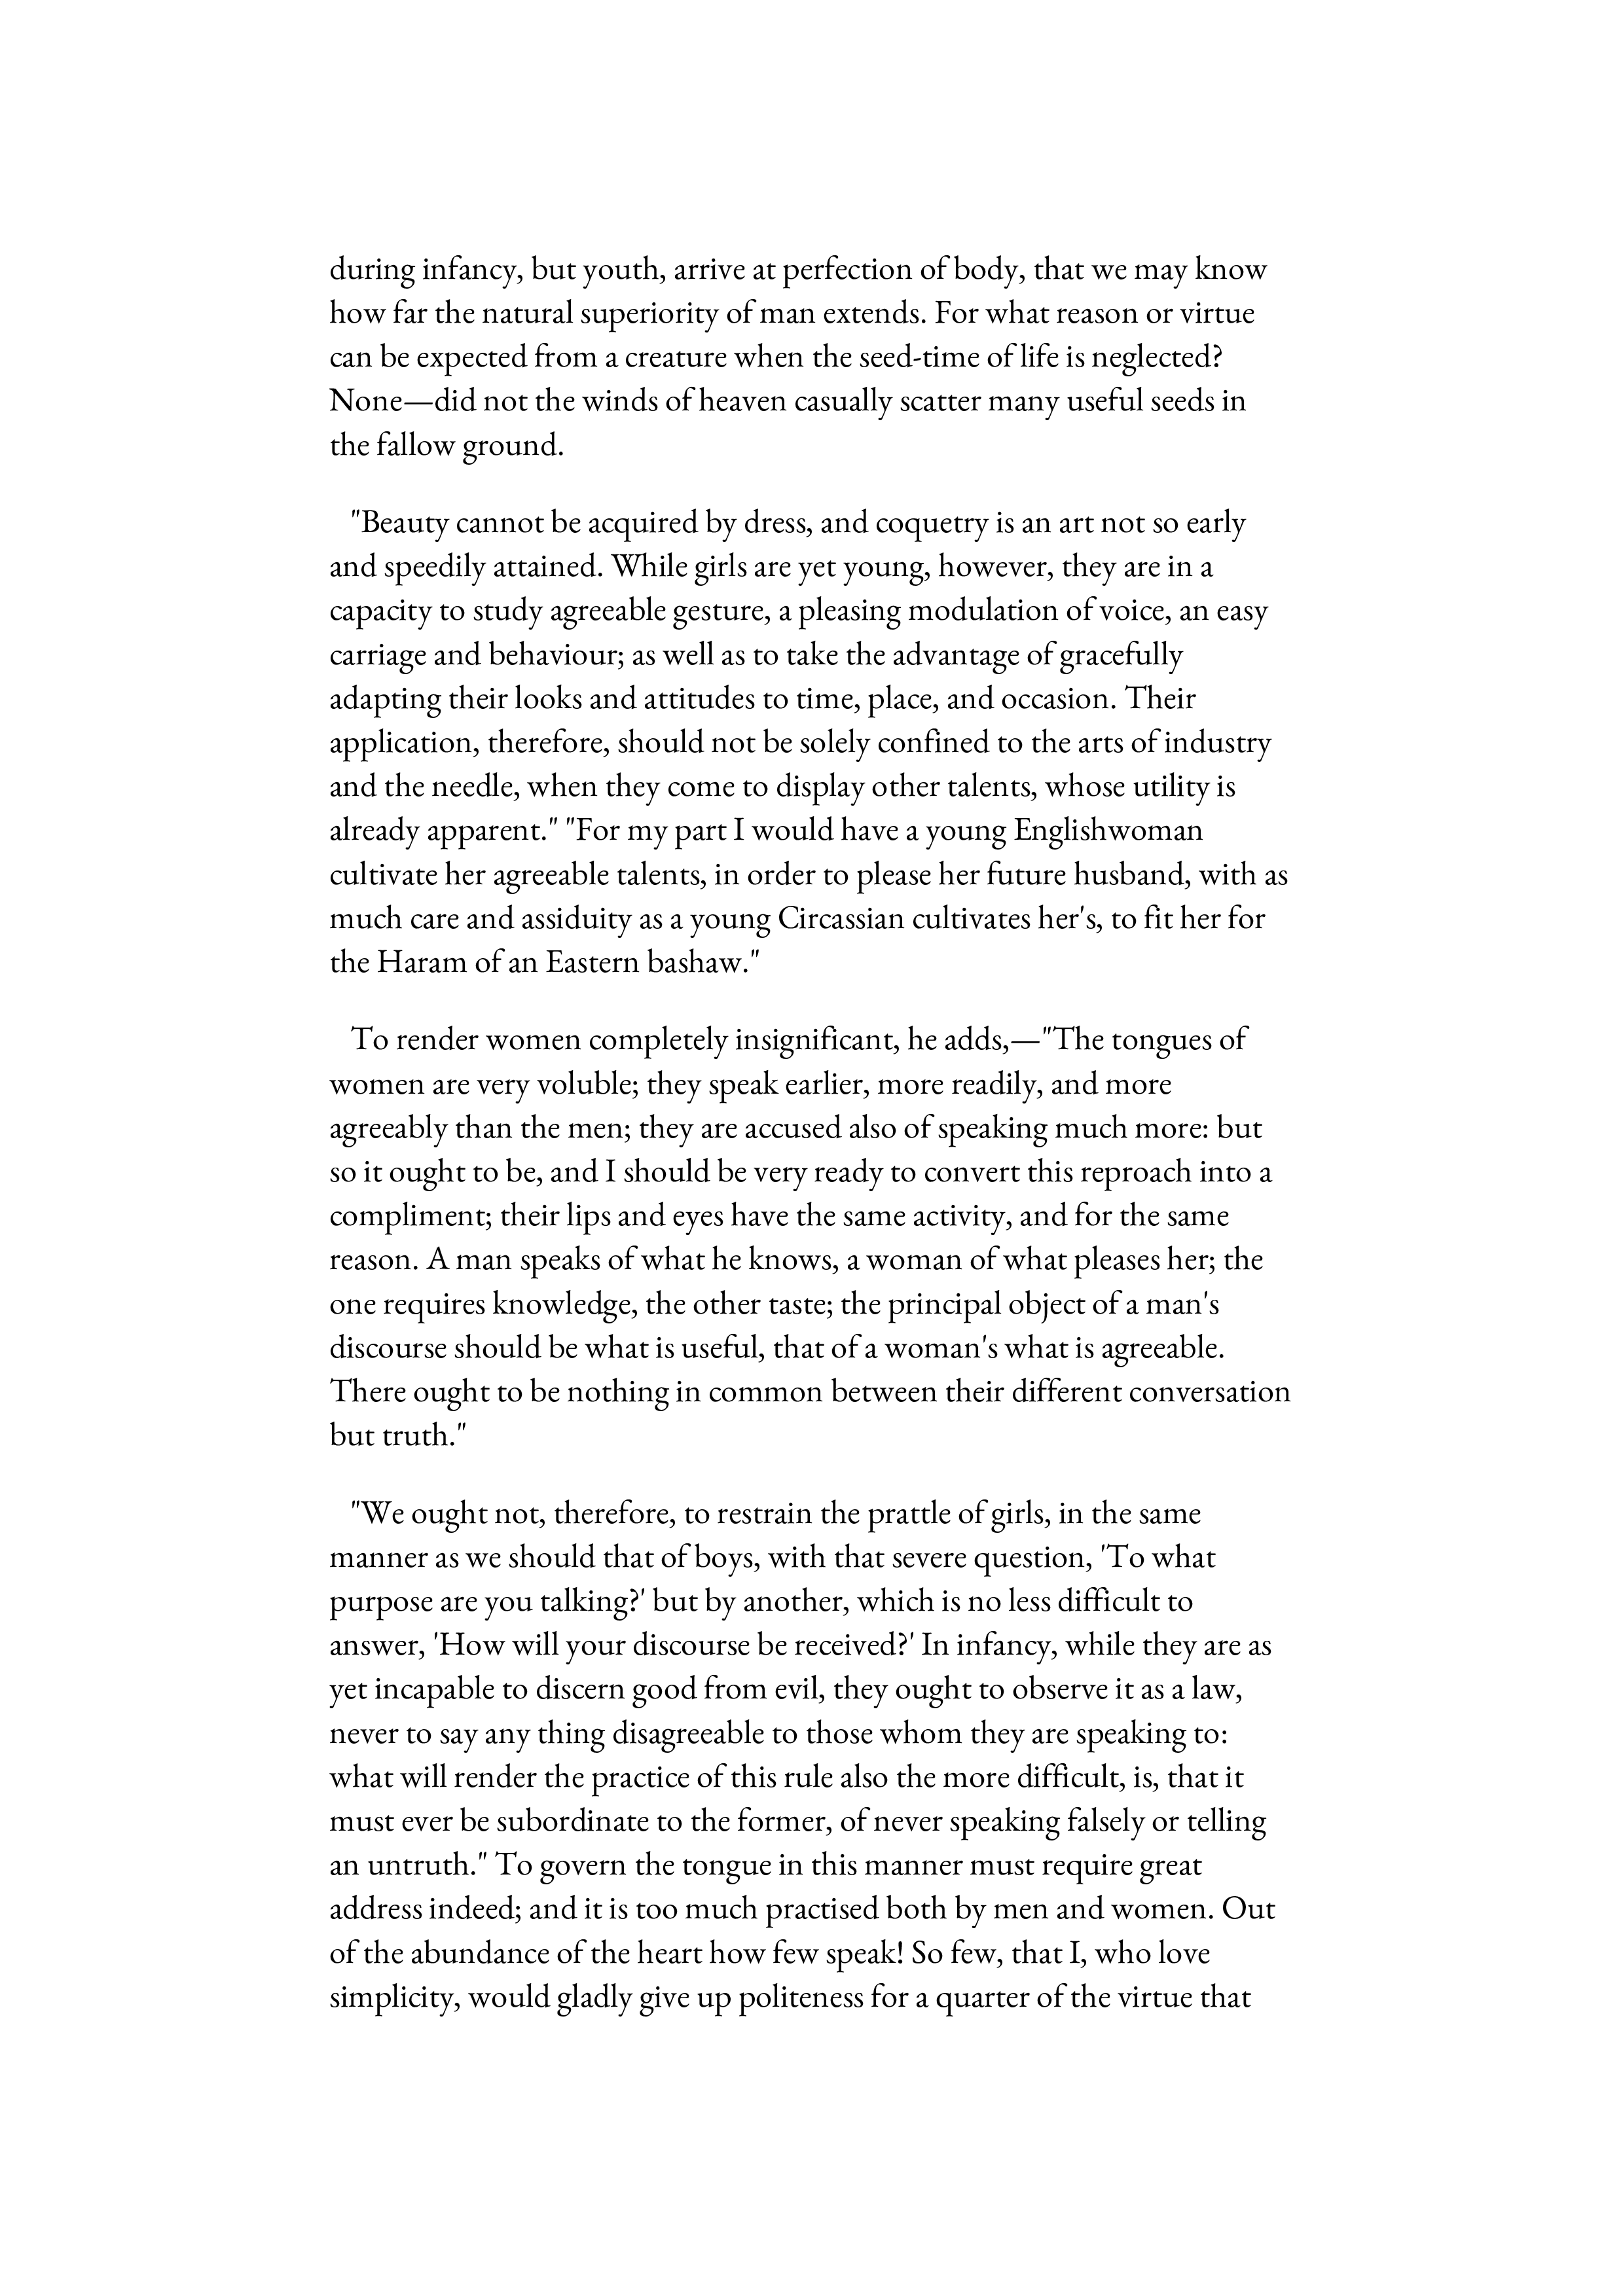 during infancy, but youth, arrive at perfection of body, that we may know
how far the natural superiority of man extends. For what reason or virtue
can be expected from a creature when the seed-time of life is neglected?
None—did not the winds of heaven casually scatter many useful seeds in
the fallow ground.
"Beauty cannot be acquired by dress, and coquetry is an art not so early
and speedily attained. While girls are yet young, however, they are in a
capacity to study agreeable gesture, a pleasing modulation of voice, an easy
carriage and behaviour; as well as to take the advantage of gracefully
adapting their looks and attitudes to time, place, and occasion. Their
application, therefore, should not be solely confined to the arts of industry
and the needle, when they come to display other talents, whose utility is
already apparent." "For my part I would have a young Englishwoman
cultivate her agreeable talents, in order to please her future husband, with as
much care and assiduity as a young Circassian cultivates her's, to fit her for
the Haram of an Eastern bashaw."
To render women completely insignificant, he adds,—"The tongues of
women are very voluble; they speak earlier, more readily, and more
agreeably than the men; they are accused also of speaking much more: but
so it ought to be, and I should be very ready to convert this reproach into a
compliment; their lips and eyes have the same activity, and for the same
reason. A man speaks of what he knows, a woman of what pleases her; the
one requires knowledge, the other taste; the principal object of a man's
discourse should be what is useful, that of a woman's what is agreeable.
There ought to be nothing in common between their different conversation
but truth."
"We ought not, therefore, to restrain the prattle of girls, in the same
manner as we should that of boys, with that severe question, 'To what
purpose are you talking?' but by another, which is no less difficult to
answer, 'How will your discourse be received?' In infancy, while they are as
yet incapable to discern good from evil, they ought to observe it as a law,
never to say any thing disagreeable to those whom they are speaking to:
what will render the practice of this rule also the more difficult, is, that it
must ever be subordinate to the former, of never speaking falsely or telling
an untruth." To govern the tongue in this manner must require great
address indeed; and it is too much practised both by men and women. Out
of the abundance of the heart how few speak! So few, that I, who love
simplicity, would gladly give up politeness for a quarter of the virtue that